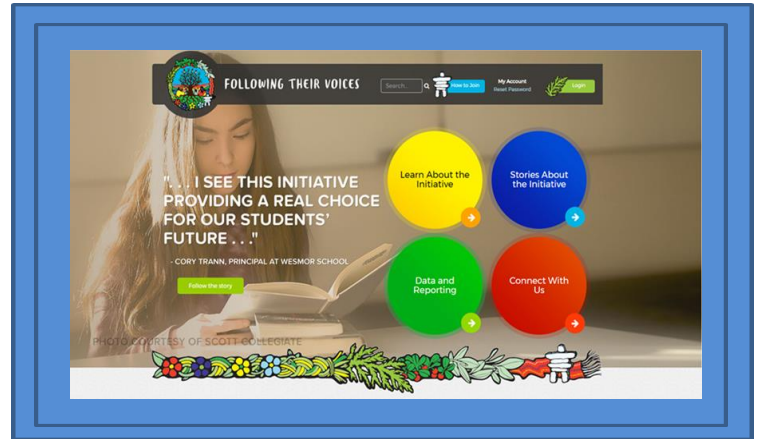 FOLLOWING THEIR VOICES
Search..
How to Join
My Account
Reset Password
Login
". . . I SEE THIS INITIATIVE
PROVIDING A REAL CHOICE
FOR OUR STUDENTS'
FUTURE . . ."
- CORY TRANN, PRINCIPAL AT WESMOR SCHOOL
Follow the story
Learn About the
Initiative
Stories About
the Initiative
Data and
Reporting
Connect With
Us
PHOTO COURTESY OF SCOTT COLLEGIATE